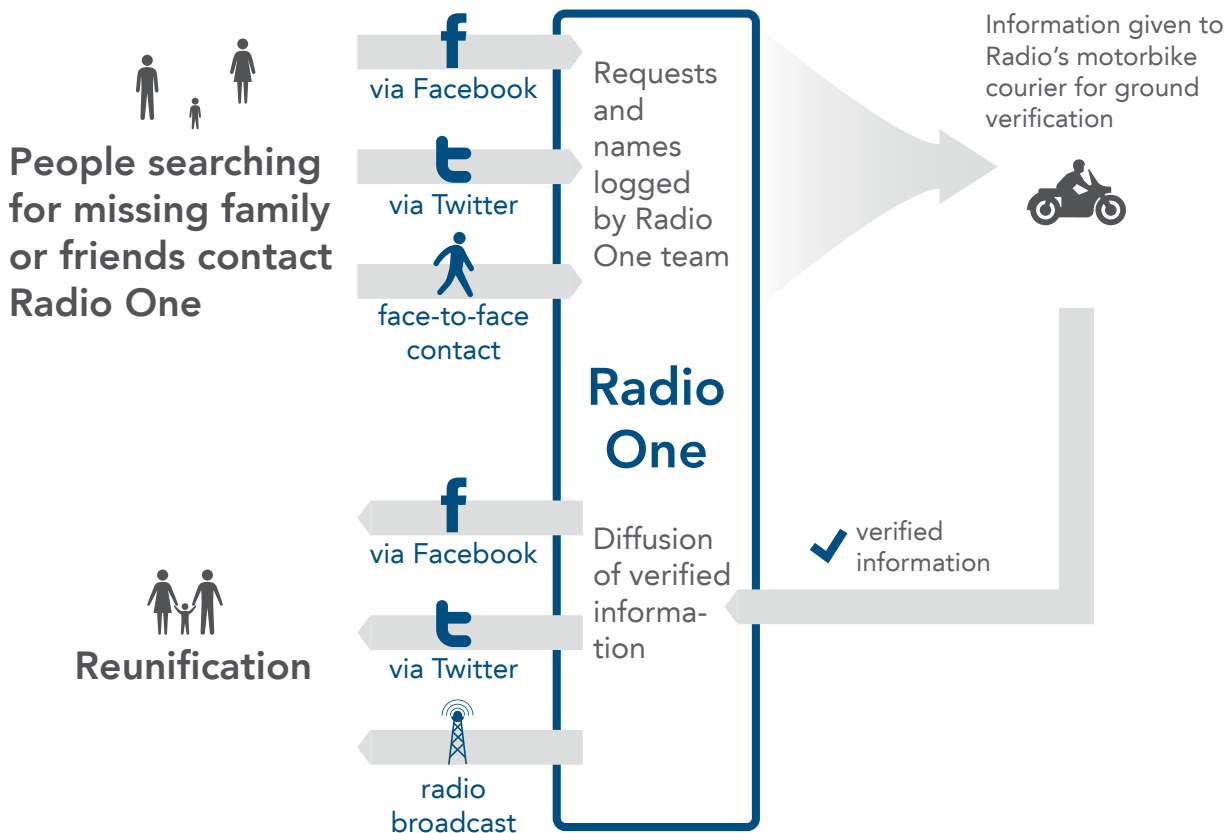 People searching
for missing family
or friends contact
Radio One
via Facebook
via Twitter
face-to-face
contact
Requests
and
names
logged
by Radio
One team
Information given to
Radio's motorbike
courier for ground
verification
Radio
One
verified
information
Diffusion
of verified
informa-
tion
via Facebook
via Twitter
radio
broadcast
Reunification